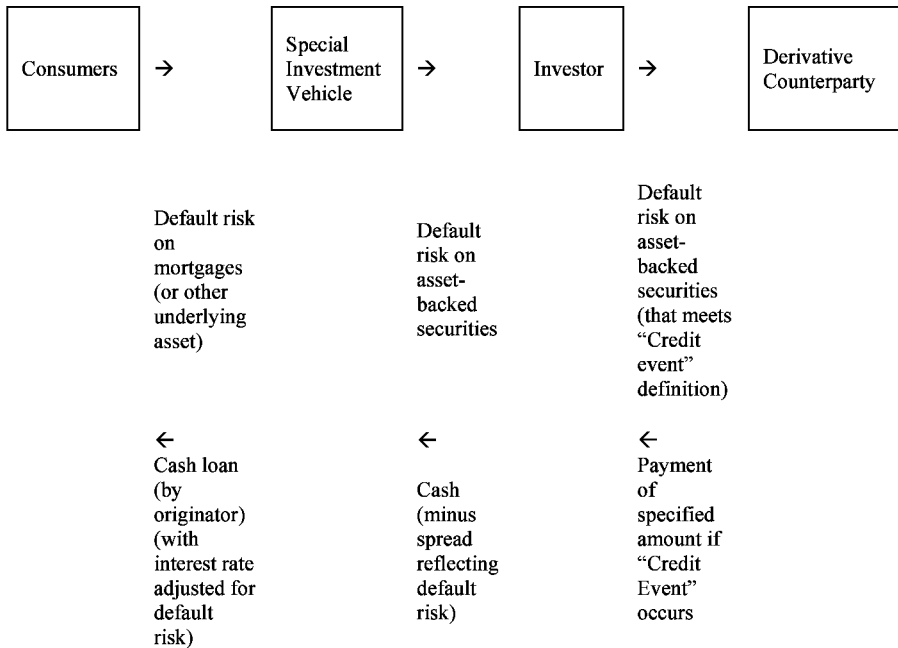 Consumers
→
Special
Investment
Vehicle
→
Investor
→
Derivative
Counterparty
Default risk
on
mortgages
(or other
underlying
asset)
Default
risk on
asset-
backed
securities
Default
risk on
asset-
backed
securities
(that meets
“Credit
event”
definition)
←
Cash loan
(by
originator)
(with
interest rate
adjusted for
default
risk)
←
Cash
(minus
spread
reflecting
default
risk)
←
Payment
of
specified
amount if
“Credit
Event”
occurs